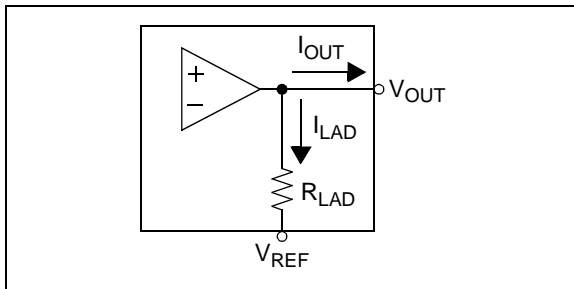 I_OUT
+
−
V_OUT
I_LAD
R_LAD
V_REF